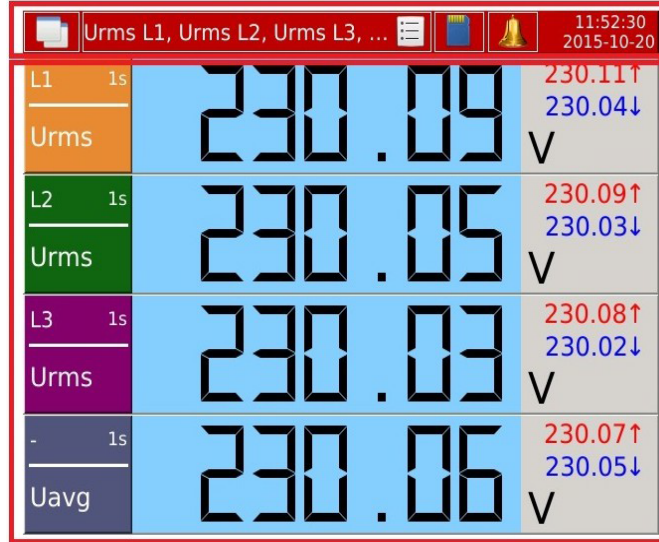 Urms L1, Urms L2, Urms L3, ...
11:52:30
2015-10-20
L1 1s
Urms
230.09
V
230.11↑
230.04↓
L2 1s
Urms
230.05
V
230.09↑
230.03↓
L3 1s
Urms
230.03
V
230.08↑
230.02↓
- 1s
Uavg
230.06
V
230.07↑
230.05↓